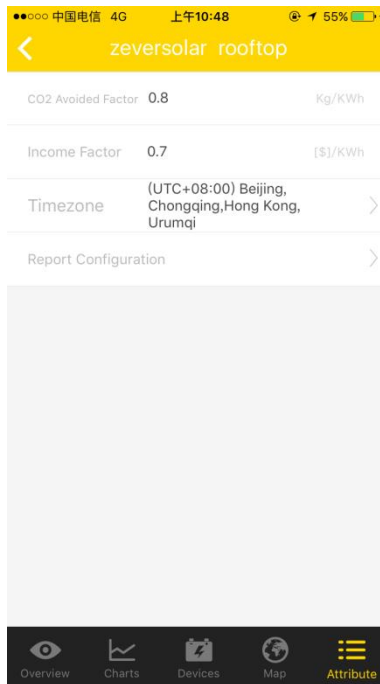 中国电信 4G 上午10:48 55%
zeversolar rooftop
CO2 Avoided Factor 0.8 Kg/KWh
Income Factor 0.7 [$]/KWh
(UTC+08:00) Beijing,
Timezone Chongqing,Hong Kong,
Urumqi
Report Configuration
Overview Charts Devices Map Attribute